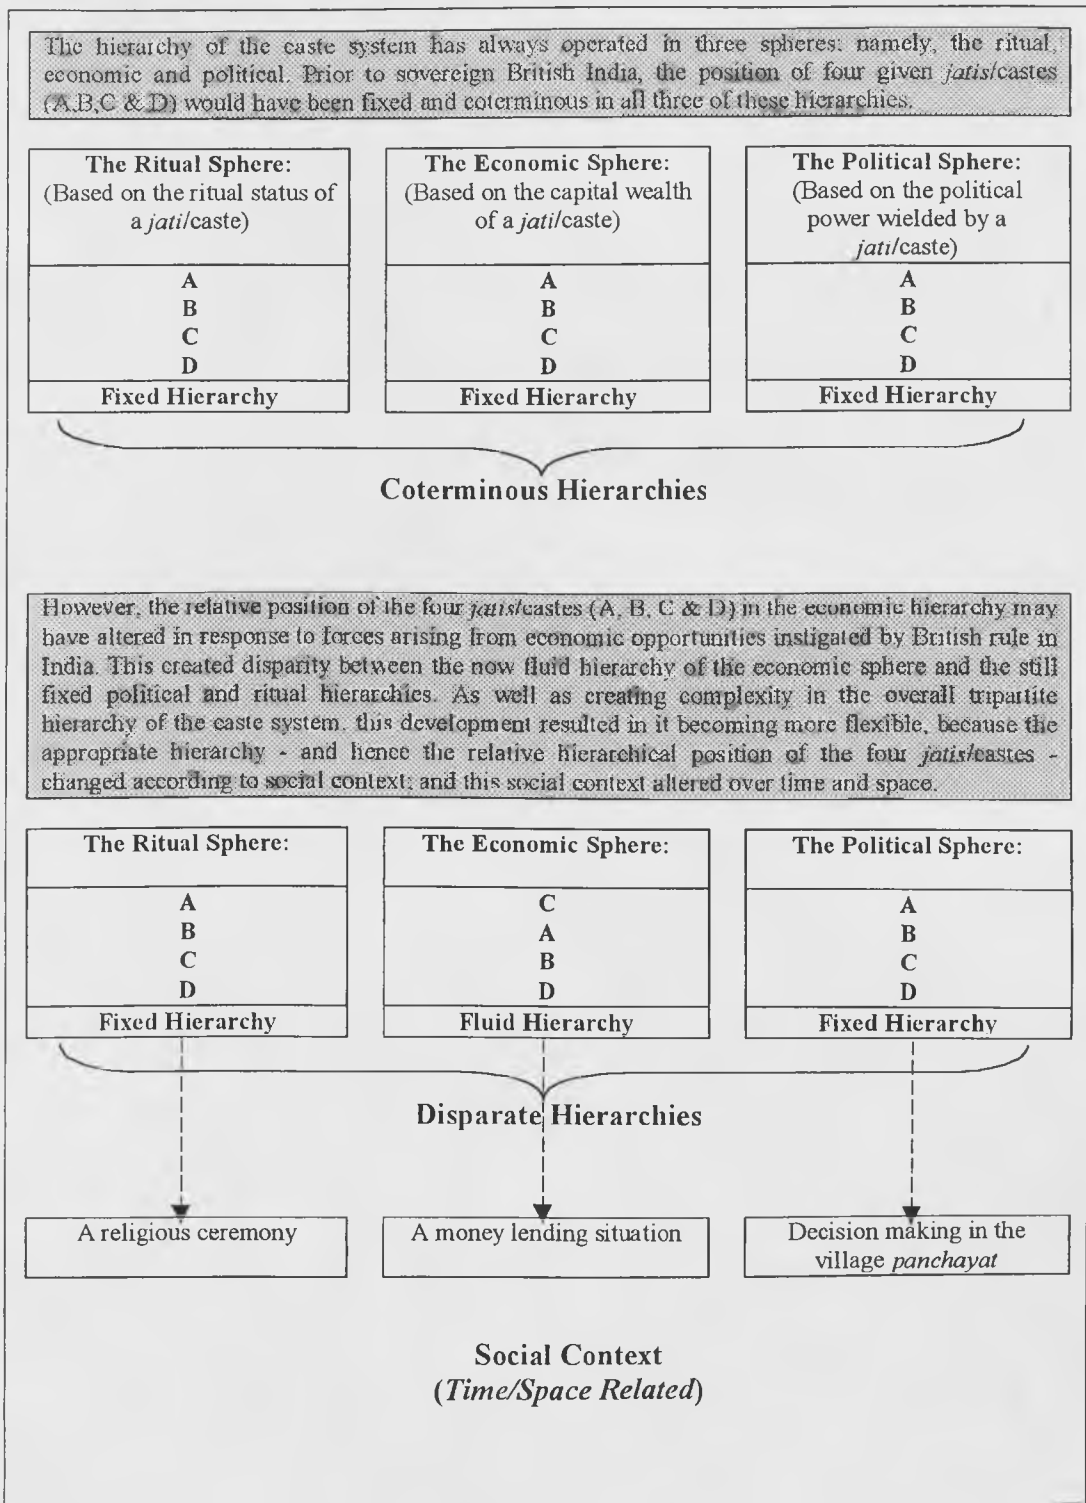 The hierarchy of the caste system has always operated in three spheres: namely, the ritual,
economic and political. Prior to sovereign British India, the position of four given jatis/castes
(A,B,C & D) would have been fixed and coterminous in all three of these hierarchies.
The Ritual Sphere:
(Based on the ritual status of
a jati/caste)
A
B
C
D
Fixed Hierarchy
The Economic Sphere:
(Based on the capital wealth
of a jati/caste)
A
B
C
D
Fixed Hierarchy
The Political Sphere:
(Based on the political
power wielded by a
jati/caste)
A
B
C
D
Fixed Hierarchy
Coterminous Hierarchies
However, the relative position of the four jatis/castes (A, B, C & D) in the economic hierarchy may
have altered in response to forces arising from economic opportunities instigated by British rule in
India. This created disparity between the now fluid hierarchy of the economic sphere and the still
fixed political and ritual hierarchies. As well as creating complexity in the overall tripartite
hierarchy of the caste system, this development resulted in it becoming more flexible, because the
appropriate hierarchy - and hence the relative hierarchical position of the four jatis/castes -
changed according to social context; and this social context altered over time and space.
The Ritual Sphere:
A
B
C
D
Fixed Hierarchy
The Economic Sphere:
C
A
B
D
Fluid Hierarchy
The Political Sphere:
A
B
C
D
Fixed Hierarchy
Disparate Hierarchies
A religious ceremony
A money lending situation
Decision making in the
village panchayat
Social Context
(Time/Space Related)